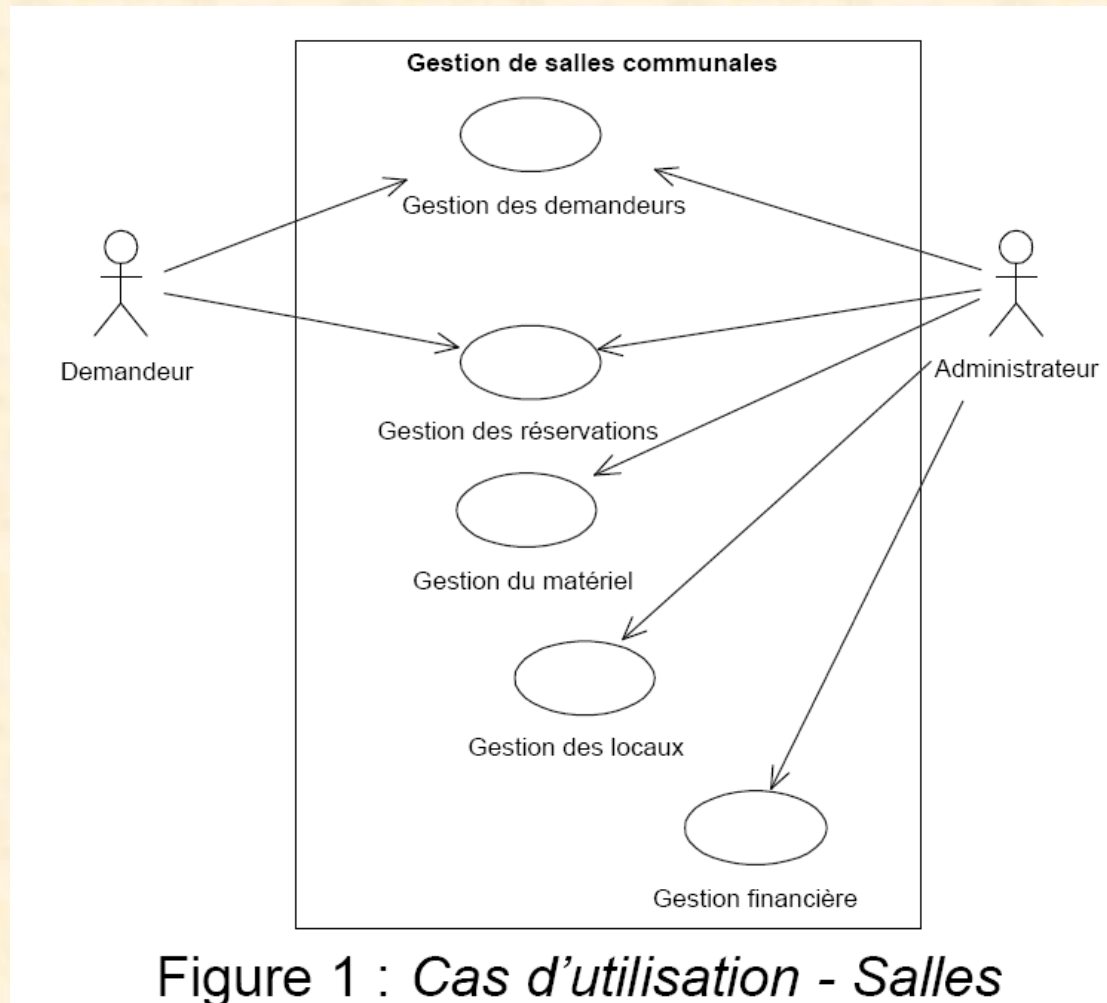 Gestion de salles communales
Gestion des demandeurs
Demandeur
Administrateur
Gestion des réservations
Gestion du matériel
Gestion des locaux
Gestion financière
Figure 1 : Cas d’utilisation - Salles